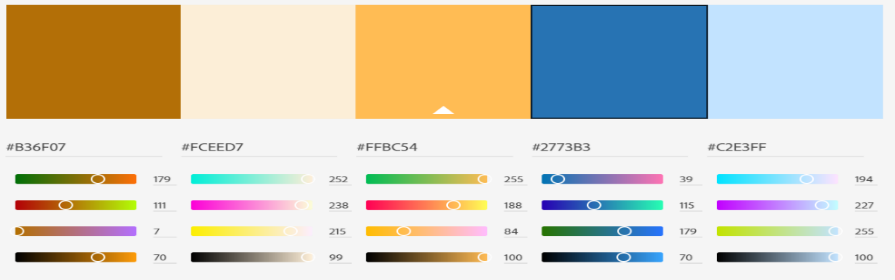 #B36F07 #FCEED7 #FFBC54 #2773B3 #C2E3FF
179 252 255 39 194
111 238 188 115 227
7 215 84 179 255
70 99 100 70 100